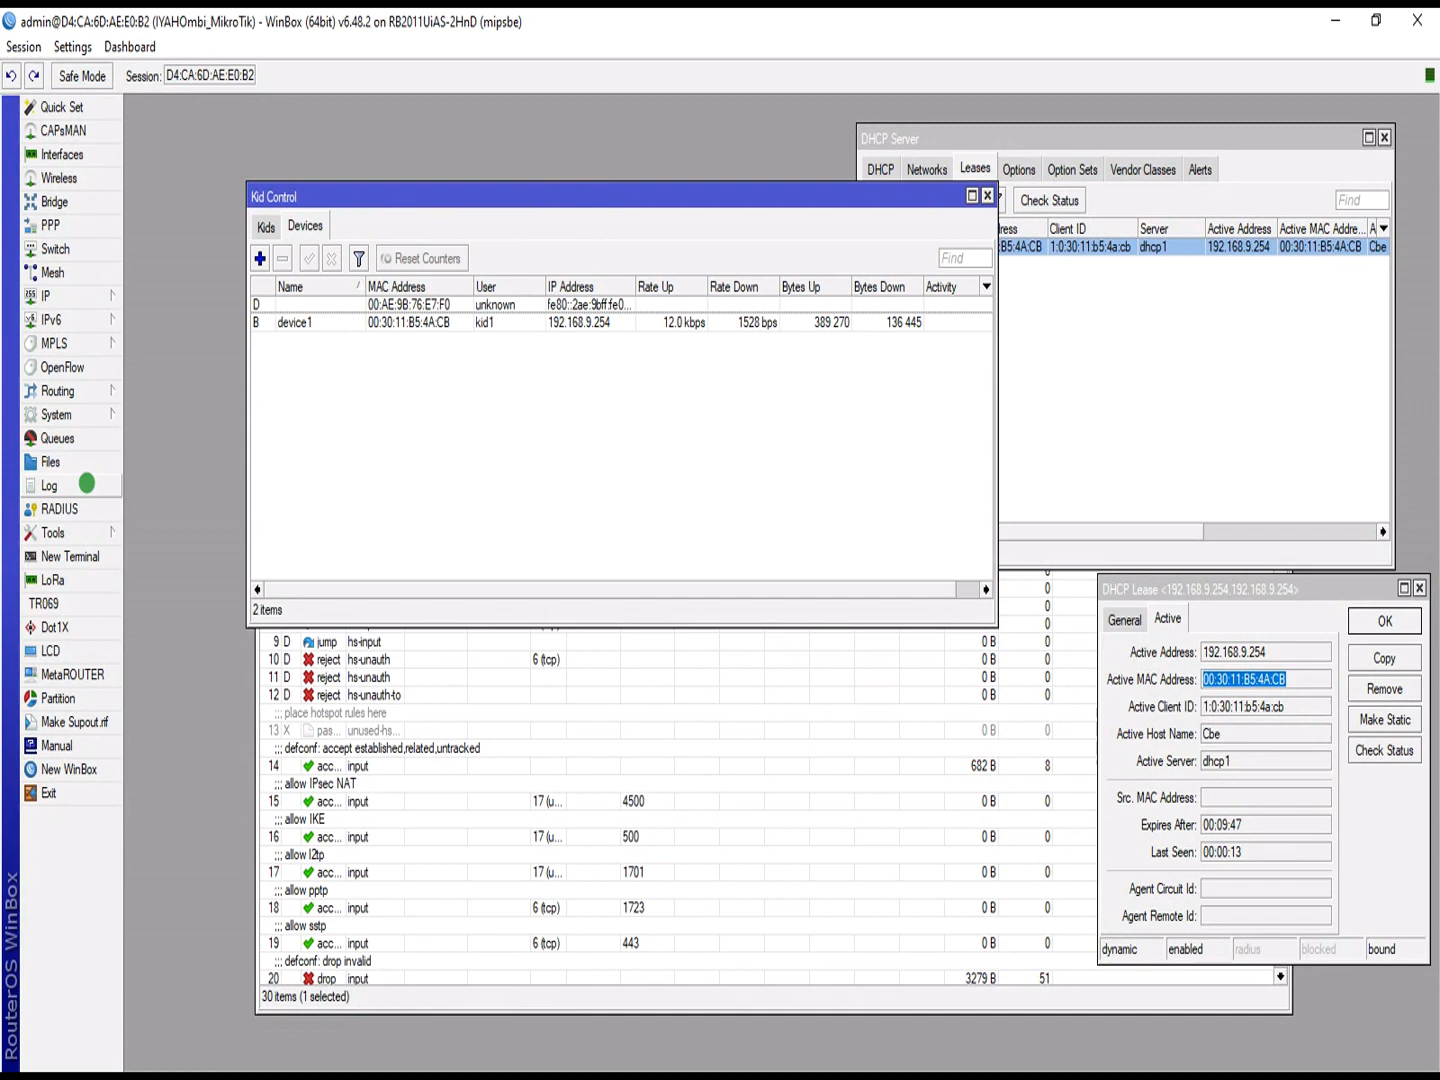 admin@D4:CA:6D:AE:E0:B2 (IYAHOmbi_MikroTik) - WinBox (64bit) v6.48.2 on RB2011UiAS-2HnD (mipsbe)
Session Settings Dashboard
Safe Mode Session: D4:CA:6D:AE:E0:B2
Quick Set
CAPsMAN
Interfaces
Wireless
Bridge
PPP
Switch
Mesh
IP
IPv6
MPLS
OpenFlow
Routing
System
Queues
Files
Log
RADIUS
Tools
New Terminal
LoRa
TR069
Dot1X
LCD
MetaROUTER
Partition
Make Supout.rif
Manual
New WinBox
Exit
RouterOS WinBox
DHCP Server
DHCP Networks Leases Options Option Sets Vendor Classes Alerts
Check Status Find
Client ID Server Active Address Active MAC Addre...
:B5:4A:CB 1:0:30:11:b5:4a:cb dhcp1 192.168.9.254 00:30:11:B5:4A:CB Cbe
Kid Control
Kids Devices
Reset Counters Find
Name MAC Address User IP Address Rate Up Rate Down Bytes Up Bytes Down Activity
D 00:AE:9B:76:E7:F0 unknown fe80::2ae:9bff:fe0...
B device1 00:30:11:B5:4A:CB kid1 192.168.9.254 12.0 kbps 1528 bps 389 270 136 445
2 items
0
0
0
0
9 D jump hs-input 0 B 0
10 D reject hs-unauth 6 (tcp) 0 B 0
11 D reject hs-unauth 0 B 0
12 D reject hs-unauth-to 0 B 0
;;; place hotspot rules here
13 X pas... unused-hs... 0 B 0
;;; defconf: accept established,related,untracked
14 acc... input 682 B 8
;;; allow IPsec NAT
15 acc... input 17 (u... 4500 0 B 0
;;; allow IKE
16 acc... input 17 (u... 500 0 B 0
;;; allow l2tp
17 acc... input 17 (u... 1701 0 B 0
;;; allow pptp
18 acc... input 6 (tcp) 1723 0 B 0
;;; allow sstp
19 acc... input 6 (tcp) 443 0 B 0
;;; defconf: drop invalid
20 drop input 3279 B 51
30 items (1 selected)
DHCP Lease <192.168.9.254,192.168.9.254>
General Active
Active Address: 192.168.9.254
Active MAC Address: 00:30:11:B5:4A:CB
Active Client ID: 1:0:30:11:b5:4a:cb
Active Host Name: Cbe
Active Server: dhcp1
Src. MAC Address:
Expires After: 00:09:47
Last Seen: 00:00:13
Agent Circuit Id:
Agent Remote Id:
OK
Copy
Remove
Make Static
Check Status
dynamic enabled radius blocked bound